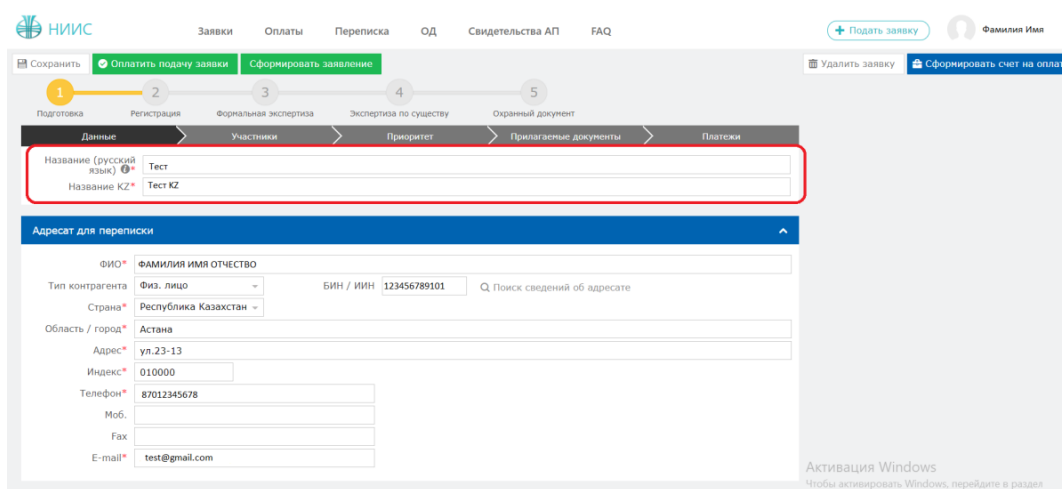 НИИС
Заявки Оплаты Переписка ОД Свидетельства АП FAQ
Подать заявку
Фамилия Имя
Сохранить Оплатить подачу заявки Сформировать заявление Удалить заявку Сформировать счет на оплат
1 2 3 4 5
Подготовка Регистрация Формальная экспертиза Экспертиза по существу Охранный документ
Данные Участники Приоритет Прилагаемые документы Платежи
Название (русский
язык) * Тест
Название KZ* Тест KZ
Адресат для переписки
ФИО* ФАМИЛИЯ ИМЯ ОТЧЕСТВО
Тип контрагента Физ. лицо БИН / ИИН 123456789101 Поиск сведений об адресате
Страна* Республика Казахстан
Область / город* Астана
Адрес* ул.23-13
Индекс* 010000
Телефон* 87012345678
Моб.
Fax
E-mail* test@gmail.com
Активация Windows
Чтобы активировать Windows, перейдите в раздел